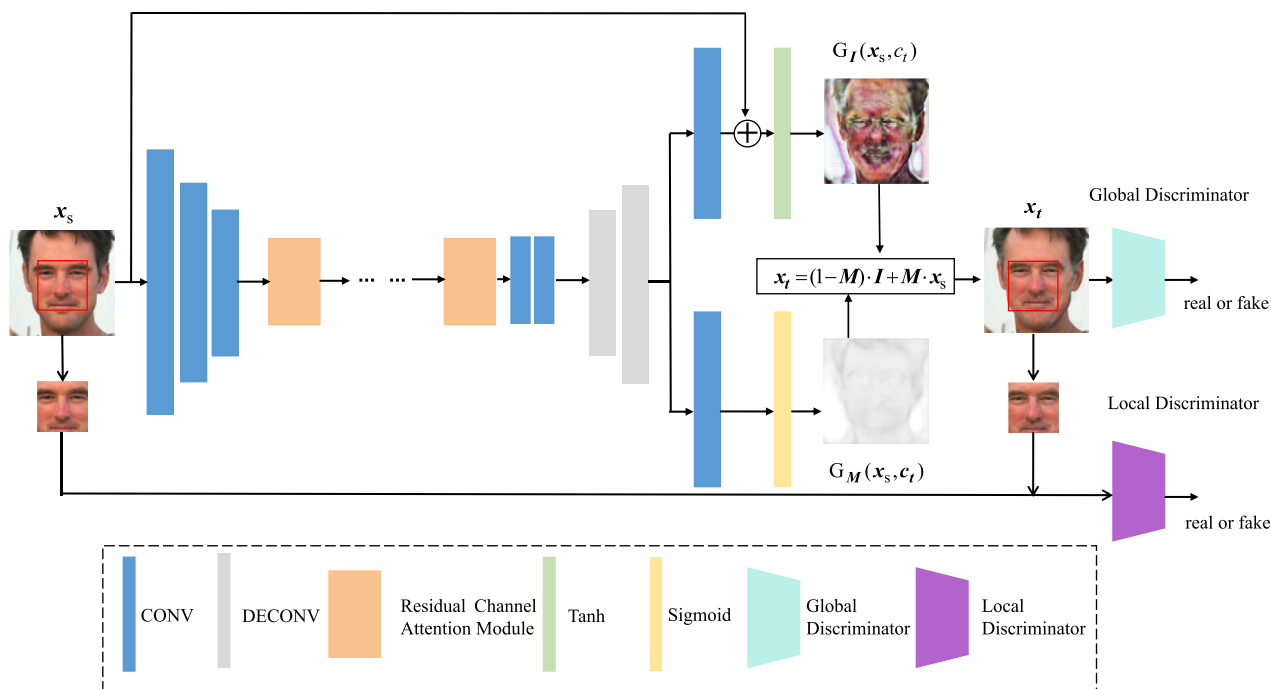 G_I(x_s,c_t)
x_s
x_t
Global Discriminator
... ...
x_t=(1−M)·I+M·x_s
real or fake
Local Discriminator
G_M(x_s,c_t)
real or fake
CONV
DECONV
Residual Channel
Attention Module
Tanh
Sigmoid
Global
Discriminator
Local
Discriminator